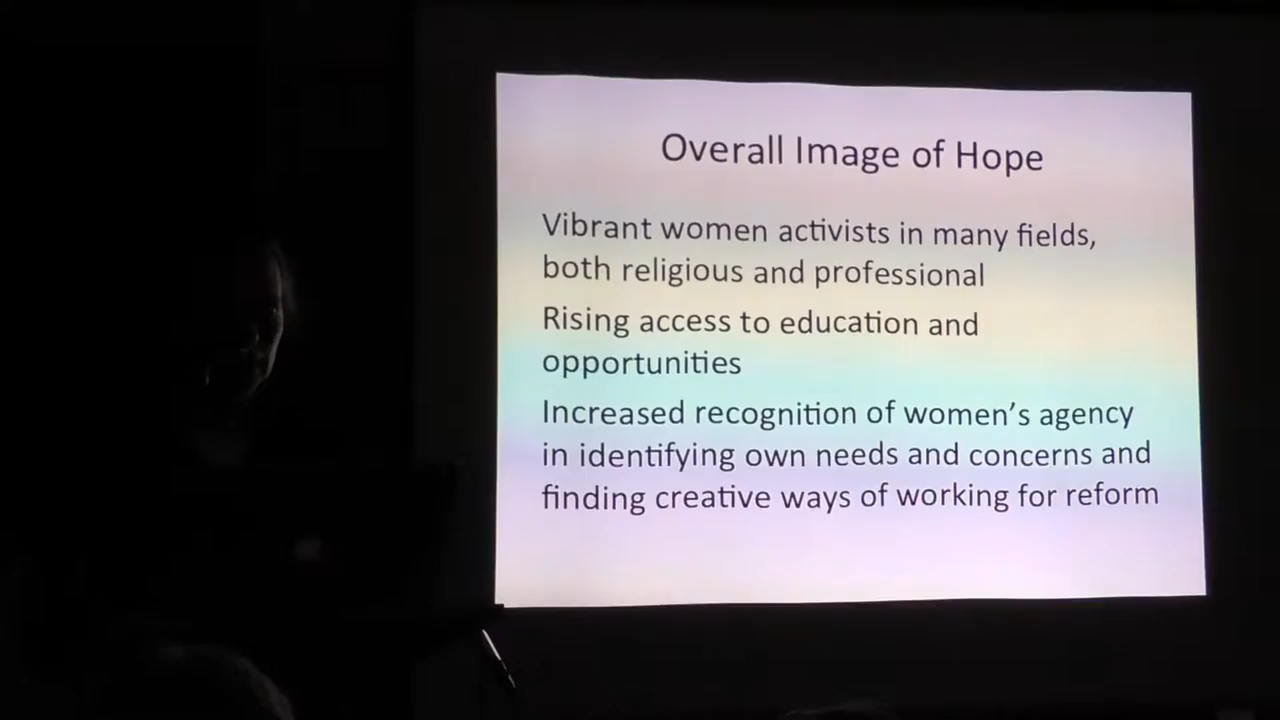 Overall Image of Hope
Vibrant women activists in many fields,
both religious and professional
Rising access to education and
opportunities
Increased recognition of women’s agency
in identifying own needs and concerns and
finding creative ways of working for reform